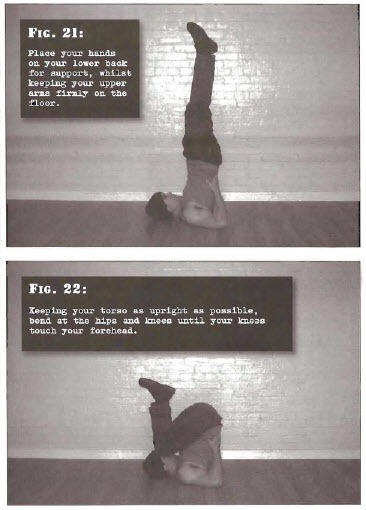 FIG. 21:
Place your hands
on your lower back
for support, whilst
keeping your upper
arms firmly on the
floor.
FIG. 22:
Keeping your torso as upright as possible,
bend at the hips and knees until your knees
touch your forehead.